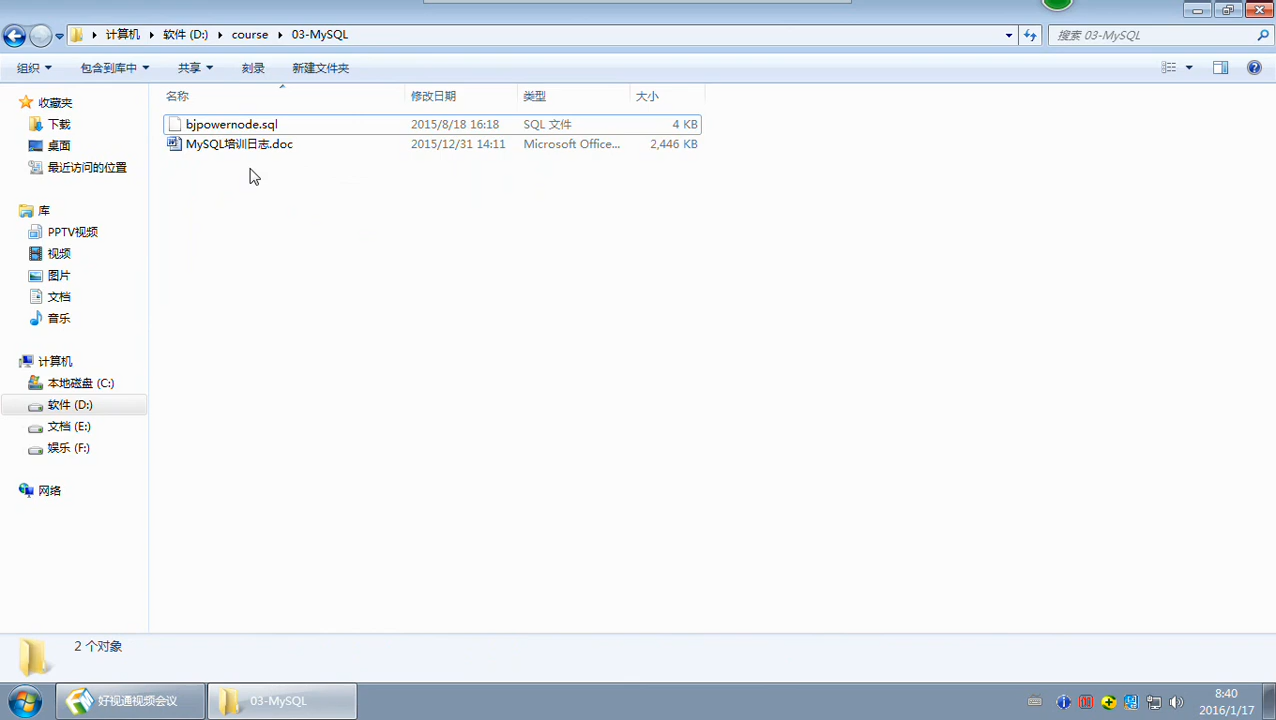 计算机 软件 (D:) course 03-MySQL 搜索 03-MySQL
组织 包含到库中 共享 刻录 新建文件夹
名称 修改日期 类型 大小
bjpowernode.sql 2015/8/18 16:18 SQL 文件 4 KB
MySQL培训日志.doc 2015/12/31 14:11 Microsoft Office... 2,446 KB
收藏夹
下载
桌面
最近访问的位置
库
PPTV视频
视频
图片
文档
音乐
计算机
本地磁盘 (C:)
软件 (D:)
文档 (E:)
娱乐 (F:)
网络
2 个对象
好视通视频会议 03-MySQL
8:40
2016/1/17